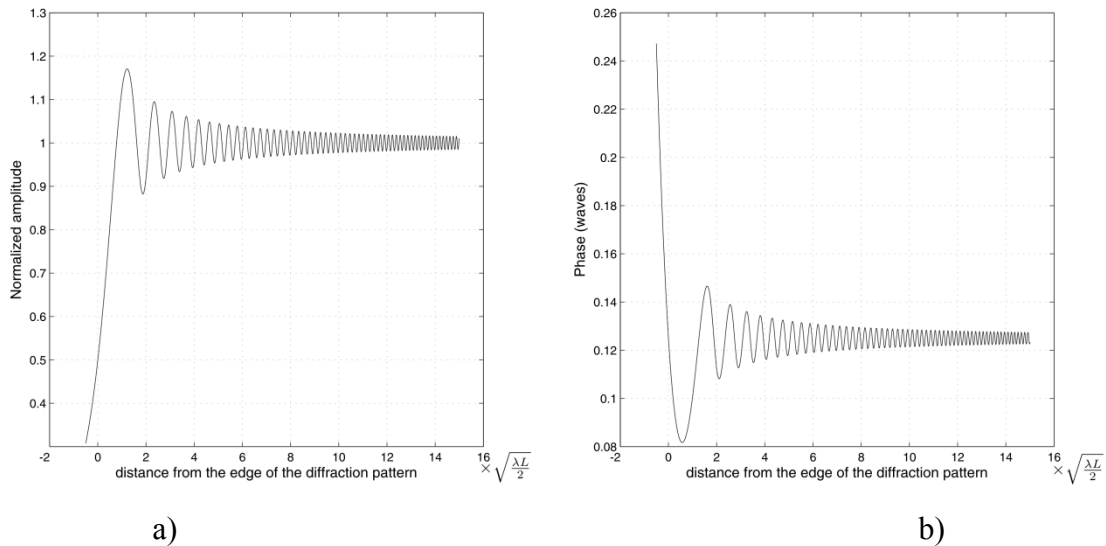 1.3
1.2
1.1
1
0.9
0.8
0.7
0.6
0.5
0.4
Normalized amplitude
-2 0 2 4 6 8 10 12 14 16
distance from the edge of the diffraction pattern
× √(λL/2)
a)
0.26
0.24
0.22
0.2
0.18
0.16
0.14
0.12
0.1
0.08
Phase (waves)
-2 0 2 4 6 8 10 12 14 16
distance from the edge of the diffraction pattern
× √(λL/2)
b)